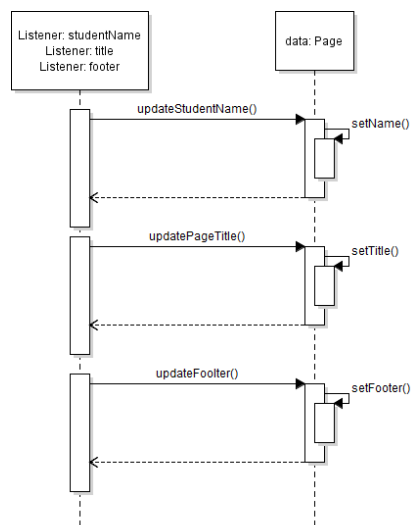 Listener: studentName
Listener: title
Listener: footer
data: Page
updateStudentName()
setName()
updatePageTitle()
setTitle()
updateFoolter()
setFooter()